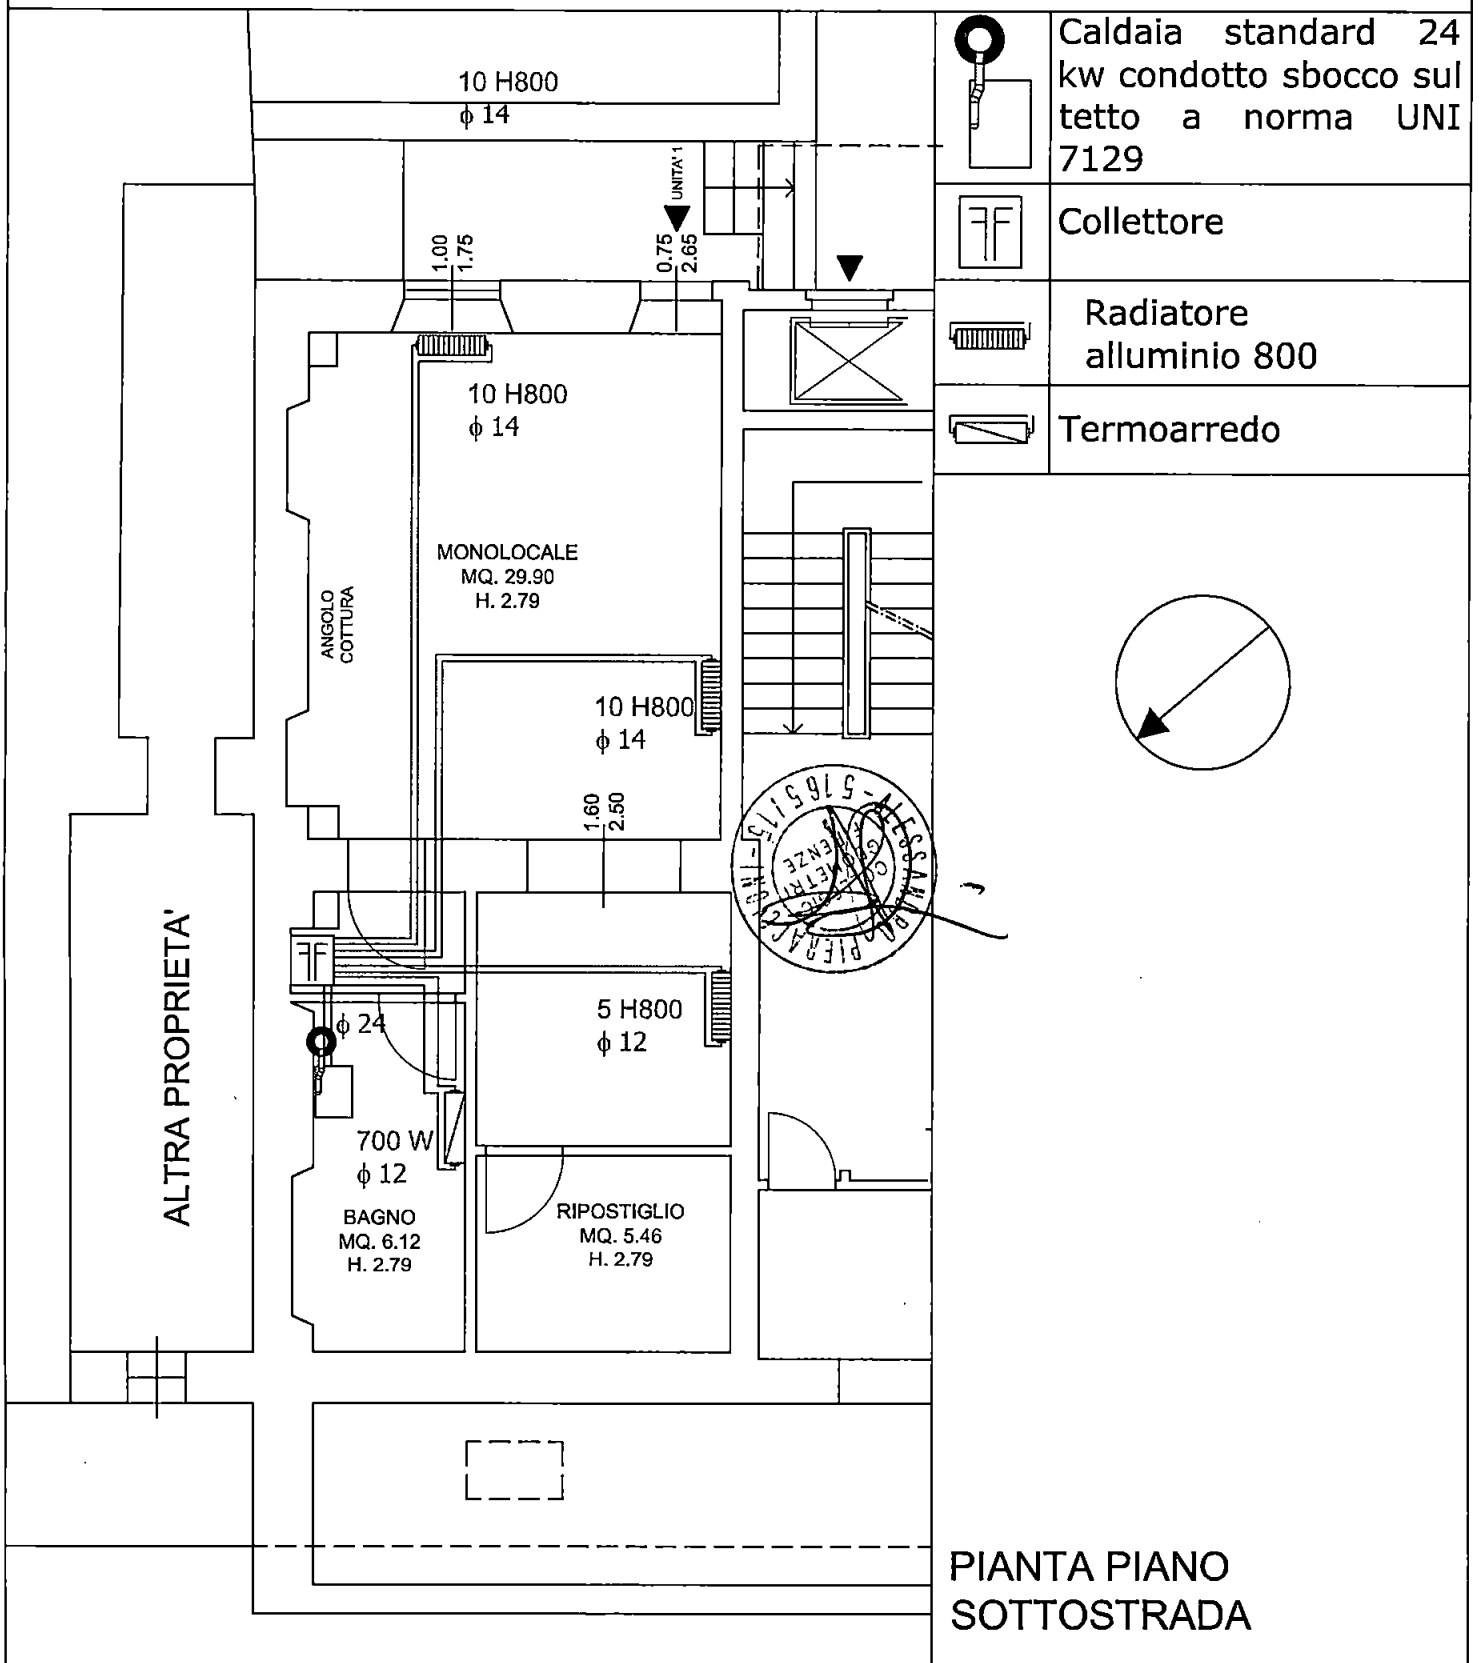 10 H800
ϕ 14
UNITA' 1
1.00
1.75
0.75
2.65
10 H800
ϕ 14
MONOLOCALE
MQ. 29.90
H. 2.79
ANGOLO
COTTURA
10 H800
ϕ 14
1.60
2.50
ALTRA PROPRIETA'
5 H800
ϕ 12
ϕ 24
700 W
ϕ 12
BAGNO
MQ. 6.12
H. 2.79
RIPOSTIGLIO
MQ. 5.46
H. 2.79
Caldaia standard 24
kw condotto sbocco sul
tetto a norma UNI
7129
Collettore
Radiatore
alluminio 800
Termoarredo
PIANTA PIANO
SOTTOSTRADA